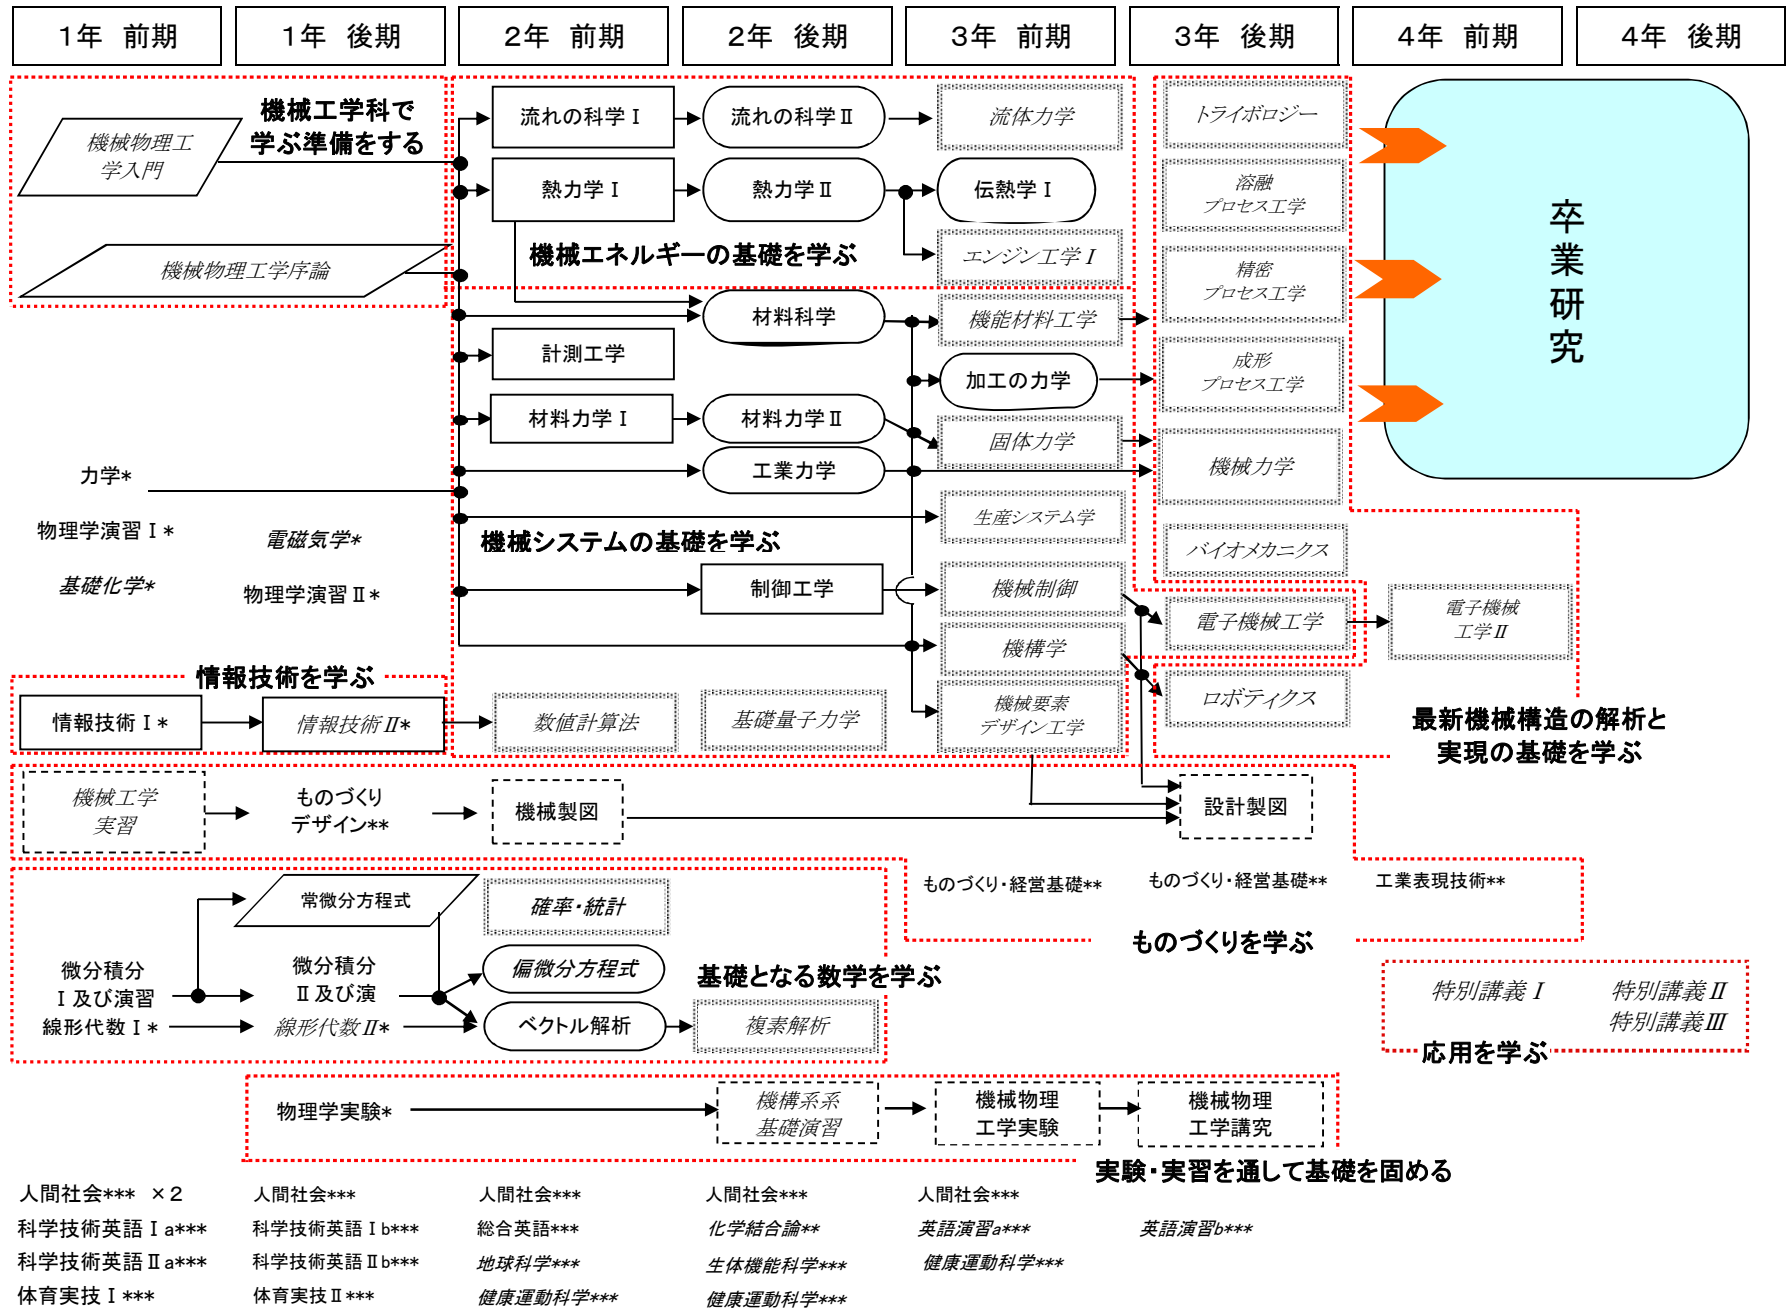 1年 前期
1年 後期
2年 前期
2年 後期
3年 前期
3年 後期
4年 前期
4年 後期
機械工学科で
学ぶ準備をする
機械物理工
学入門
機械物理工学序論
流れの科学Ⅰ
流れの科学Ⅱ
流体力学
熱力学Ⅰ
熱力学Ⅱ
伝熱学Ⅰ
エンジン工学Ⅰ
機械エネルギーの基礎を学ぶ
材料科学
機能材料工学
計測工学
加工の力学
材料力学Ⅰ
材料力学Ⅱ
固体力学
工業力学
生産システム学
機械システムの基礎を学ぶ
制御工学
機械制御
機構学
数値計算法
基礎量子力学
機械要素
デザイン工学
トライボロジー
溶融
プロセス工学
精密
プロセス工学
成形
プロセス工学
機械力学
バイオメカニクス
電子機械工学
ロボティクス
電子機械
工学Ⅱ
最新機械構造の解析と
実現の基礎を学ぶ
卒業研究
力学*
物理学演習Ⅰ*
基礎化学*
電磁気学*
物理学演習Ⅱ*
情報技術を学ぶ
情報技術Ⅰ*
情報技術Ⅱ*
機械工学
実習
ものづくり
デザイン**
機械製図
設計製図
ものづくり・経営基礎**
ものづくり・経営基礎**
工業表現技術**
ものづくりを学ぶ
常微分方程式
確率・統計
微分積分
Ⅰ及び演習
微分積分
Ⅱ及び演
偏微分方程式
基礎となる数学を学ぶ
線形代数Ⅰ*
線形代数Ⅱ*
ベクトル解析
複素解析
特別講義Ⅰ
特別講義Ⅱ
特別講義Ⅲ
応用を学ぶ
物理学実験*
機構系系
基礎演習
機械物理
工学実験
機械物理
工学講究
実験・実習を通して基礎を固める
人間社会*** ×2
人間社会***
人間社会***
人間社会***
人間社会***
科学技術英語Ⅰa***
科学技術英語Ⅰb***
総合英語***
化学結合論**
英語演習a***
英語演習b***
科学技術英語Ⅱa***
科学技術英語Ⅱb***
地球科学***
生体機能科学***
健康運動科学***
体育実技Ⅰ***
体育実技Ⅱ***
健康運動科学***
健康運動科学***